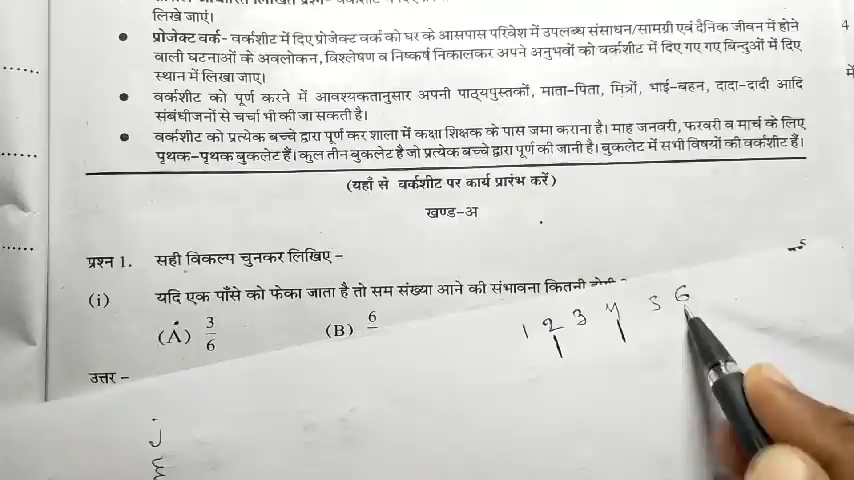 लिखे जाएं।
● प्रोजेक्ट वर्क- वर्कशीट में दिए प्रोजेक्ट वर्क को घर के आसपास परिवेश में उपलब्ध संसाधन/सामग्री एवं दैनिक जीवन में होने
वाली घटनाओं के अवलोकन, विश्लेषण व निष्कर्ष निकालकर अपने अनुभवों को वर्कशीट में दिए गए गए बिन्दुओं में दिए
स्थान में लिखा जाए।
● वर्कशीट को पूर्ण करने में आवश्यकतानुसार अपनी पाठ्यपुस्तकों, माता-पिता, मित्रों, भाई-बहन, दादा-दादी आदि
संबंधीजनों से चर्चा भी की जा सकती है।
● वर्कशीट को प्रत्येक बच्चे द्वारा पूर्ण कर शाला में कक्षा शिक्षक के पास जमा कराना है। माह जनवरी, फरवरी व मार्च के लिए
पृथक-पृथक बुकलेट हैं। कुल तीन बुकलेट है जो प्रत्येक बच्चे द्वारा पूर्ण की जानी है। बुकलेट में सभी विषयों की वर्कशीट हैं।
(यहाँ से वर्कशीट पर कार्य प्रारंभ करें)
खण्ड-अ
प्रश्न 1. सही विकल्प चुनकर लिखिए -
(i) यदि एक पाँसे को फेका जाता है तो सम संख्या आने की संभावना कितनी
(A) 3/6 (B) 6
1 2 3 4 5 6
उत्तर -
4
में